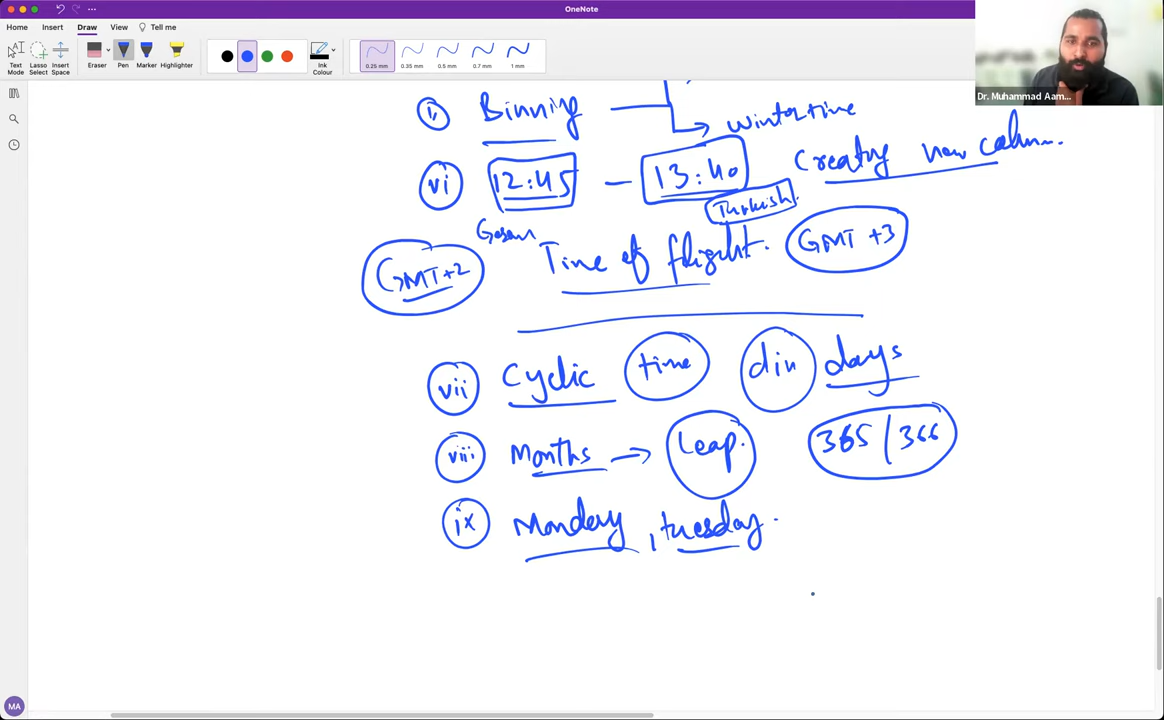 OneNote
Home Insert Draw View Tell me
Text Mode Lasso Select Insert Space Eraser Pen Marker Highlighter Ink Colour 0.25 mm 0.35 mm 0.5 mm 0.7 mm 1 mm
Dr. Muhammad Aam...
Binning wintertime
vi 12:45 — 13:40 Creating new colum...
Turkish
German Time of flight. GMT +3
GMT+2
vii Cyclic time din days
viii Months → Leap. 365/366
ix Monday, tuesday.
MA